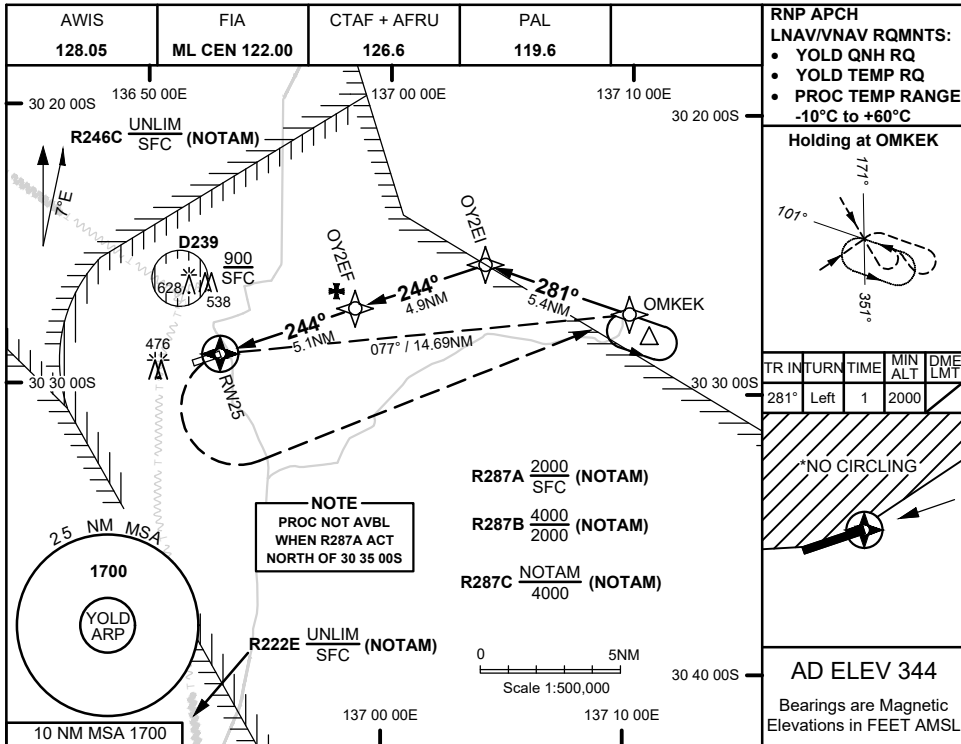 AWIS
128.05
FIA
ML CEN 122.00
CTAF + AFRU
126.6
PAL
119.6
RNP APCH
LNAV/VNAV RQMNTS:
• YOLD QNH RQ
• YOLD TEMP RQ
• PROC TEMP RANGE
-10°C to +60°C
136 50 00E
137 00 00E
137 10 00E
30 20 00S
30 20 00S
R246C UNLIM
SFC (NOTAM)
7°E
D239
900
SFC
628
538
476
OY2EF
OY2EI
244º
4.9NM
281º
5.4NM
OMKEK
244º
5.1NM
077° / 14.69NM
RW25
30 30 00S
30 30 00S
Holding at OMKEK
171°
101°
351°
TR IN
TURN
TIME
MIN ALT
DME LMT
281°
Left
1
2000
*NO CIRCLING
NOTE
PROC NOT AVBL
WHEN R287A ACT
NORTH OF 30 35 00S
R287A 2000
SFC (NOTAM)
R287B 4000
2000 (NOTAM)
R287C NOTAM
4000 (NOTAM)
25 NM MSA
1700
YOLD
ARP
R222E UNLIM
SFC (NOTAM)
0
5NM
Scale 1:500,000
30 40 00S
137 00 00E
137 10 00E
10 NM MSA 1700
AD ELEV 344
Bearings are Magnetic
Elevations in FEET AMSL